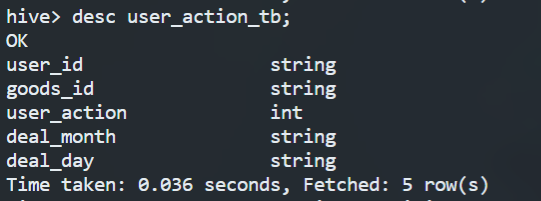 hive> desc user_action_tb;
OK
user_id string
goods_id string
user_action int
deal_month string
deal_day string
Time taken: 0.036 seconds, Fetched: 5 row(s)